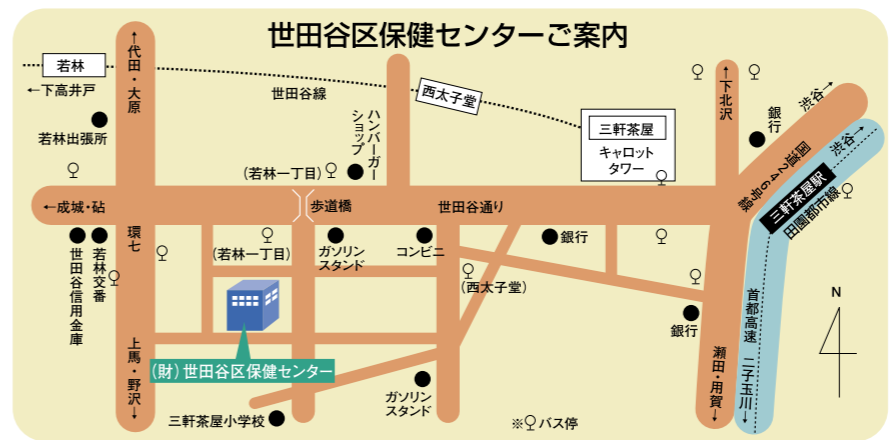 世田谷区保健センターご案内
↑代田・大原
若林
←下高井戸
若林出張所
世田谷線
西太子堂
ハンバーガー
ショップ
(若林一丁目)
三軒茶屋
キャロット
タワー
↑下北沢
銀行
渋谷→
国道246号線
渋谷→
三軒茶屋駅
田園都市線
←成城・砧
歩道橋
世田谷通り
環七
(若林一丁目)
ガソリン
スタンド
コンビニ
銀行
世田谷信用金庫
若林交番
(西太子堂)
銀行
首都高速
二子玉川↓
瀬田・用賀↓
N
上馬・野沢↓
(財)世田谷区保健センター
三軒茶屋小学校
ガソリン
スタンド
※バス停